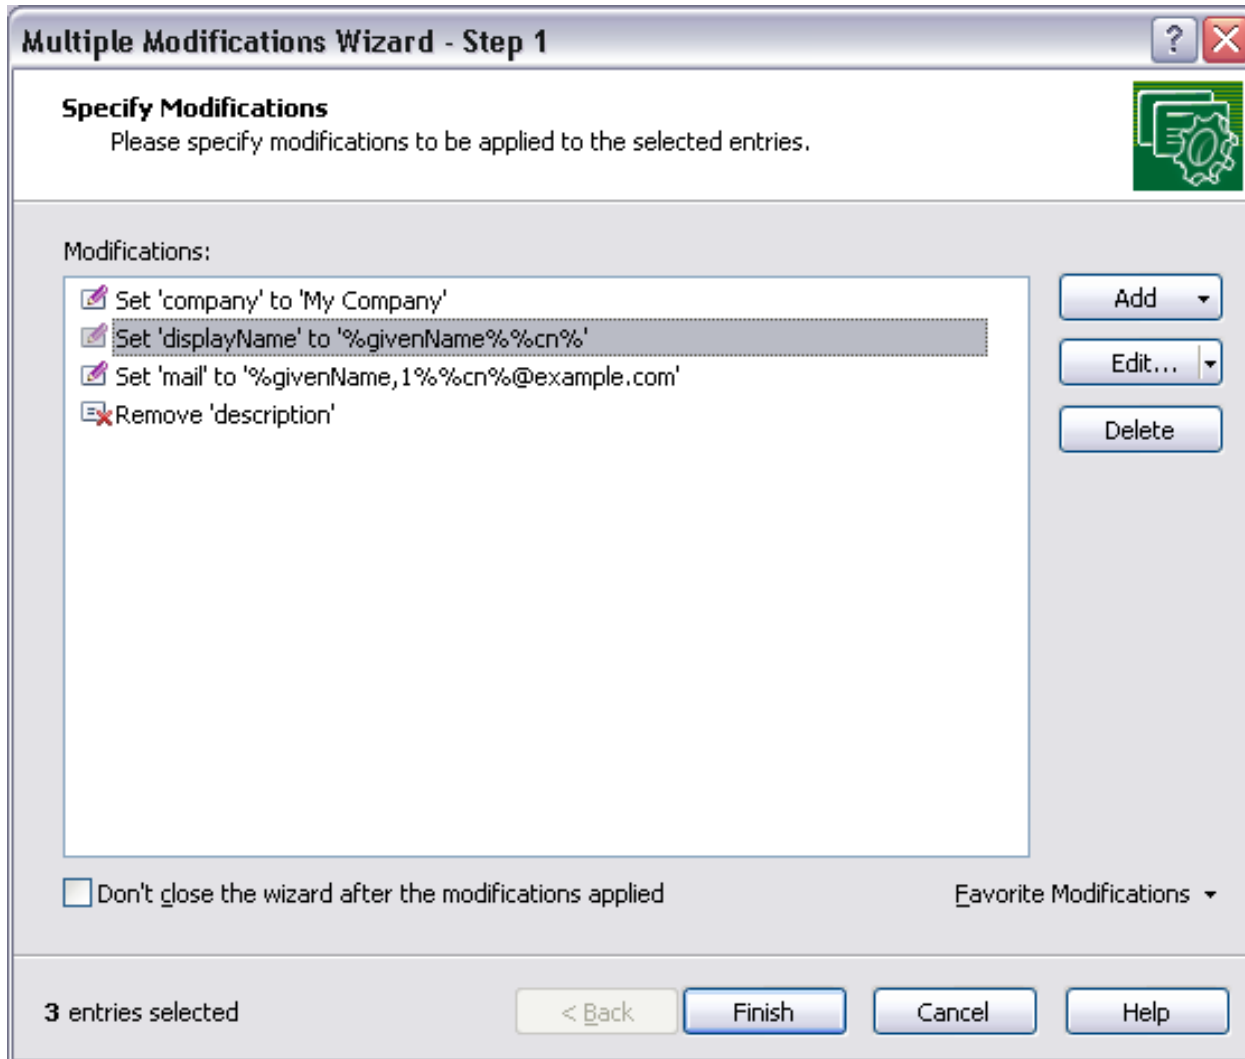 Multiple Modifications Wizard - Step 1
?
Specify Modifications
Please specify modifications to be applied to the selected entries.
Modifications:
Set 'company' to 'My Company'
Set 'displayName' to '%givenName%%cn%'
Set 'mail' to '%givenName,1%%cn%@example.com'
Remove 'description'
Add
Edit...
Delete
Don't close the wizard after the modifications applied
Favorite Modifications
3 entries selected
< Back
Finish
Cancel
Help